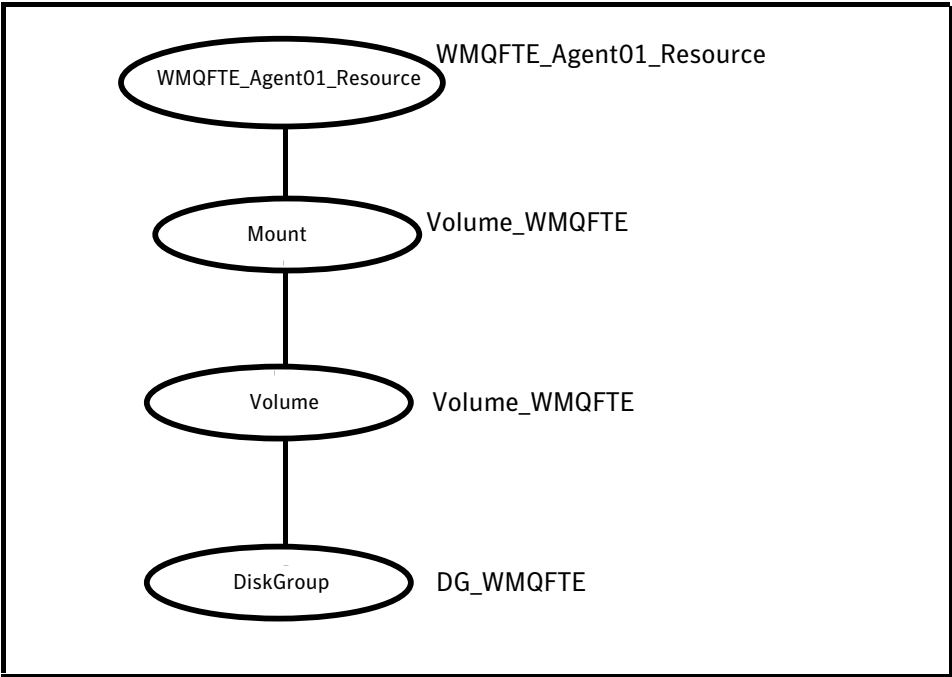 WMQFTE_Agent01_Resource
WMQFTE_Agent01_Resource
Mount
Volume_WMQFTE
Volume
Volume_WMQFTE
DiskGroup
DG_WMQFTE